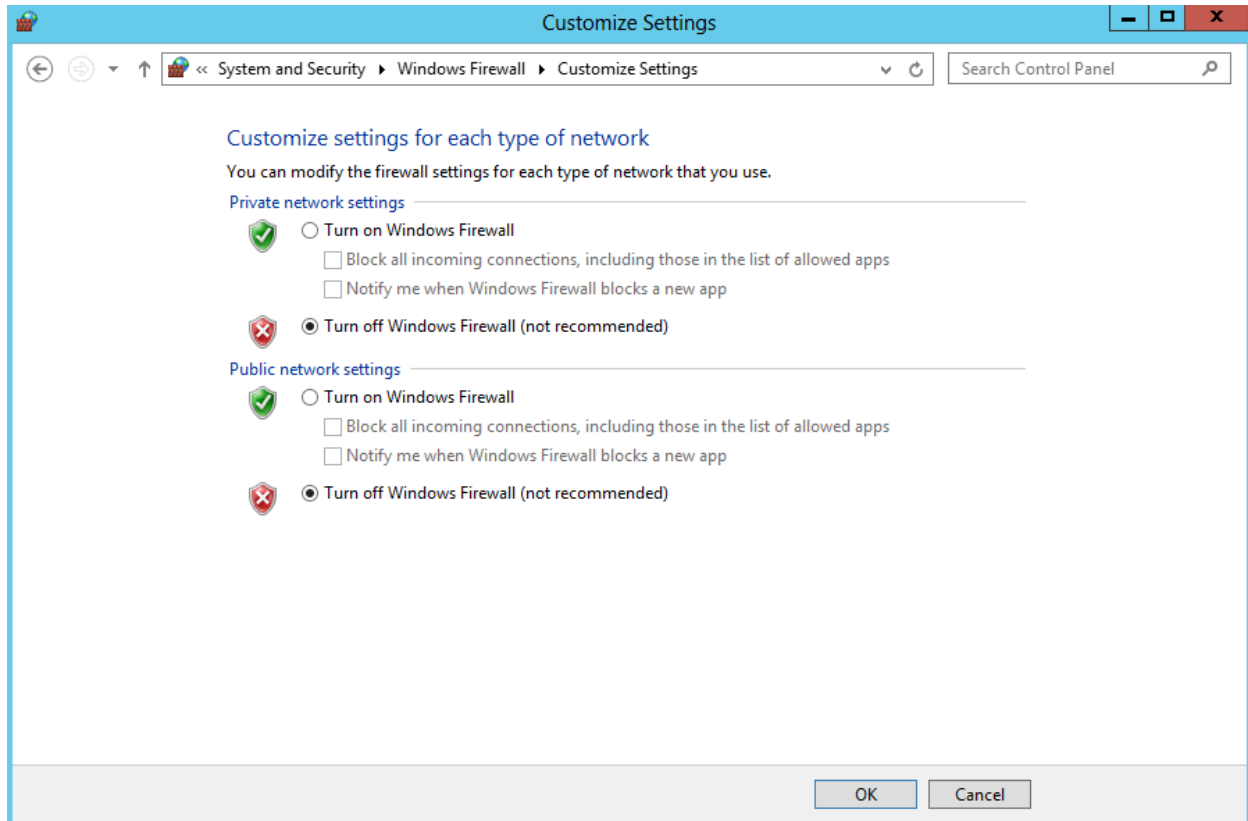 Customize Settings
« System and Security ▸ Windows Firewall ▸ Customize Settings
Search Control Panel
Customize settings for each type of network
You can modify the firewall settings for each type of network that you use.
Private network settings
Turn on Windows Firewall
Block all incoming connections, including those in the list of allowed apps
Notify me when Windows Firewall blocks a new app
Turn off Windows Firewall (not recommended)
Public network settings
Turn on Windows Firewall
Block all incoming connections, including those in the list of allowed apps
Notify me when Windows Firewall blocks a new app
Turn off Windows Firewall (not recommended)
OK Cancel